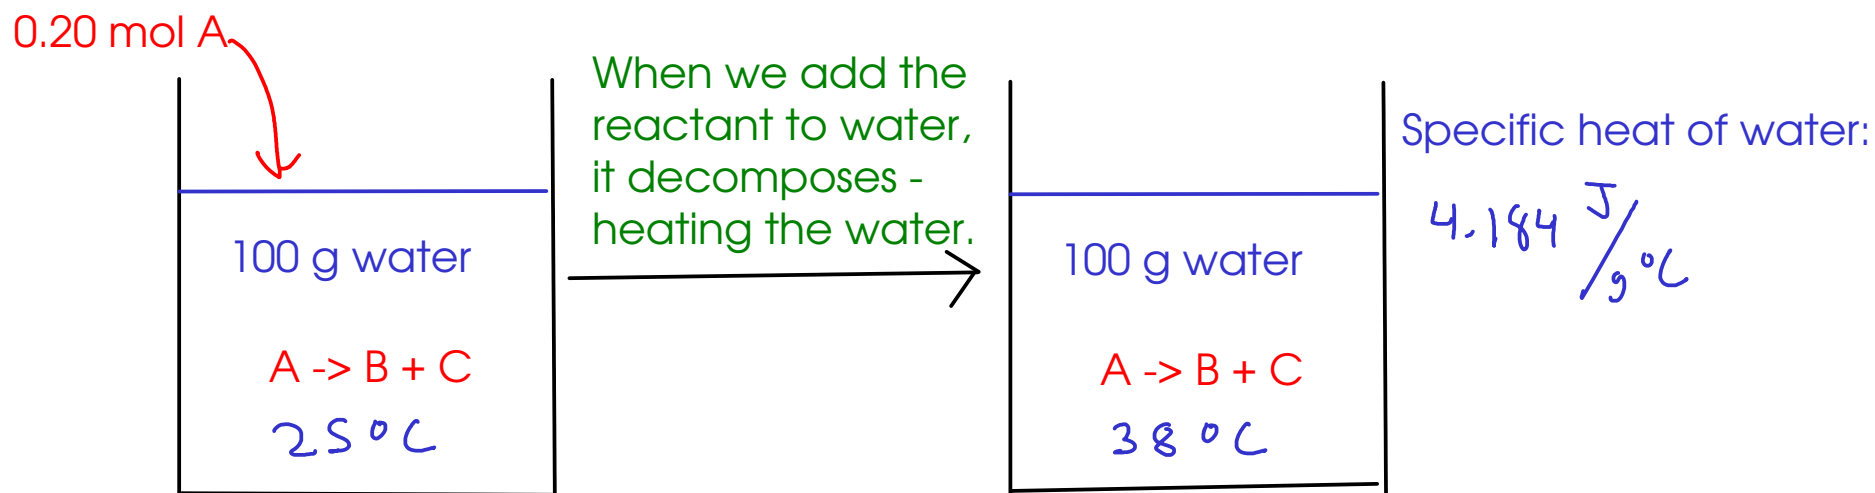 0.20 mol A
When we add the
reactant to water,
it decomposes -
heating the water.
Specific heat of water:
4.184 J/g °C
100 g water
A -> B + C
25 °C
100 g water
A -> B + C
38 °C